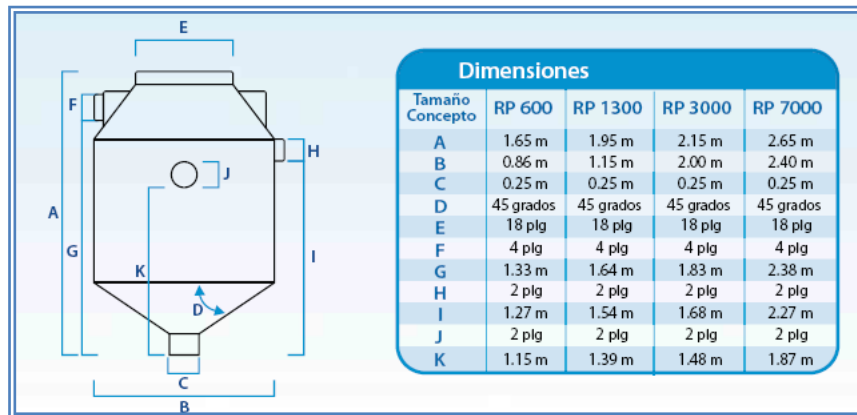 E
F
H
J
A
G
K
I
D
C
B
Dimensiones
Tamaño Concepto RP 600 RP 1300 RP 3000 RP 7000
A 1.65 m 1.95 m 2.15 m 2.65 m
B 0.86 m 1.15 m 2.00 m 2.40 m
C 0.25 m 0.25 m 0.25 m 0.25 m
D 45 grados 45 grados 45 grados 45 grados
E 18 plg 18 plg 18 plg 18 plg
F 4 plg 4 plg 4 plg 4 plg
G 1.33 m 1.64 m 1.83 m 2.38 m
H 2 plg 2 plg 2 plg 2 plg
I 1.27 m 1.54 m 1.68 m 2.27 m
J 2 plg 2 plg 2 plg 2 plg
K 1.15 m 1.39 m 1.48 m 1.87 m